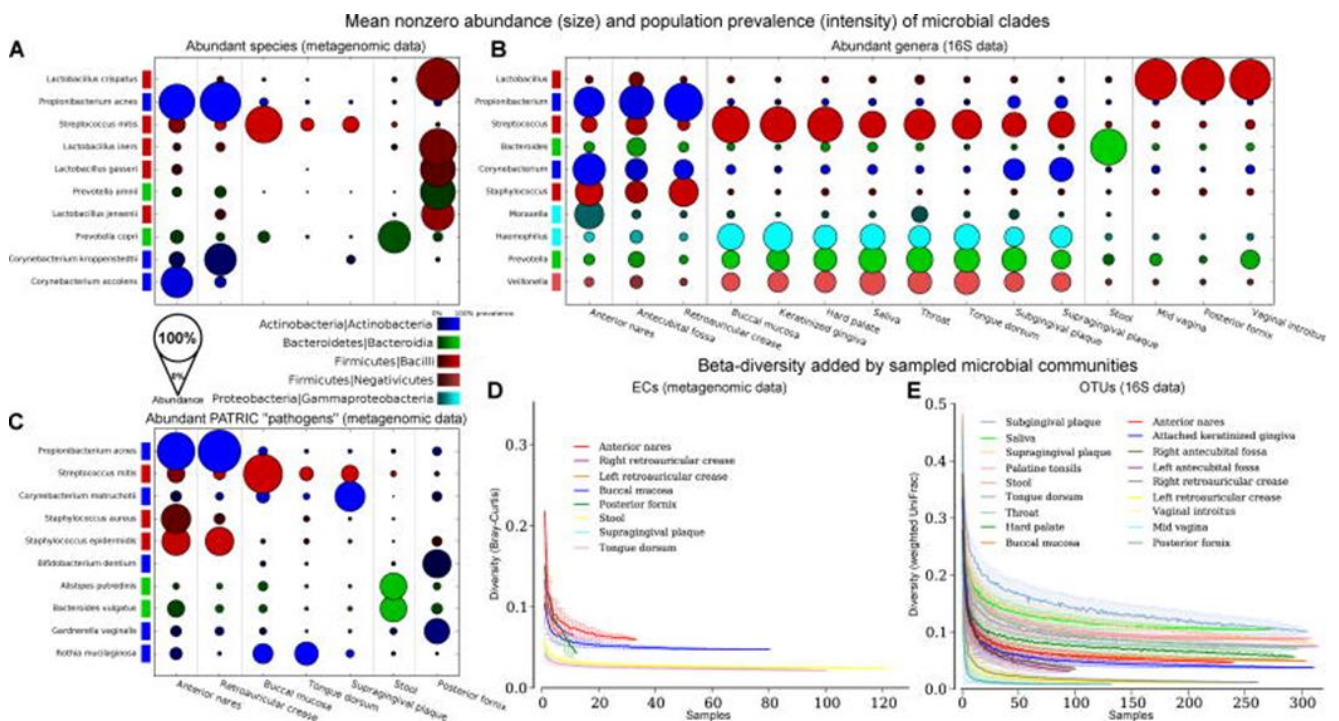 Mean nonzero abundance (size) and population prevalence (intensity) of microbial clades
A
Abundant species (metagenomic data)
Lactobacillus crispatus
Propionibacterium acnes
Streptococcus mitis
Lactobacillus iners
Lactobacillus gasseri
Prevotella amnii
Lactobacillus jensenii
Prevotella copri
Corynebacterium kroppenstedtii
Corynebacterium accolens
B
Abundant genera (16S data)
Lactobacillus
Propionibacterium
Streptococcus
Bacteroides
Corynebacterium
Staphylococcus
Moraxella
Haemophilus
Prevotella
Veillonella
Anterior nares
Antecubital fossa
Retroauricular crease
Buccal mucosa
Keratinized gingiva
Hard palate
Saliva
Throat
Tongue dorsum
Subgingival plaque
Supragingival plaque
Stool
Mid vagina
Posterior fornix
Vaginal introitus
100%
0%
Abundance
0% 100% prevalence
Actinobacteria|Actinobacteria
Bacteroidetes|Bacteroidia
Firmicutes|Bacilli
Firmicutes|Negativicutes
Proteobacteria|Gammaproteobacteria
C
Abundant PATRIC "pathogens" (metagenomic data)
Propionibacterium acnes
Streptococcus mitis
Corynebacterium matruchotii
Staphylococcus aureus
Staphylococcus epidermidis
Bifidobacterium dentium
Alistipes putredinis
Bacteroides vulgatus
Gardnerella vaginalis
Rothia mucilaginosa
Anterior nares
Retroauricular crease
Buccal mucosa
Tongue dorsum
Supragingival plaque
Stool
Posterior fornix
Beta-diversity added by sampled microbial communities
D
ECs (metagenomic data)
Diversity (Bray-Curtis)
0.3
0.2
0.1
0.0
Anterior nares
Right retroauricular crease
Left retroauricular crease
Buccal mucosa
Posterior fornix
Stool
Supragingival plaque
Tongue dorsum
0 20 40 60 80 100 120
Samples
E
OTUs (16S data)
Diversity (weighted UniFrac)
0.5
0.4
0.3
0.2
0.1
0.0
Subgingival plaque
Saliva
Supragingival plaque
Palatine tonsils
Stool
Tongue dorsum
Throat
Hard palate
Buccal mucosa
Anterior nares
Attached keratinized gingiva
Right antecubital fossa
Left antecubital fossa
Right retroauricular crease
Left retroauricular crease
Vaginal introitus
Mid vagina
Posterior fornix
0 50 100 150 200 250 300
Samples